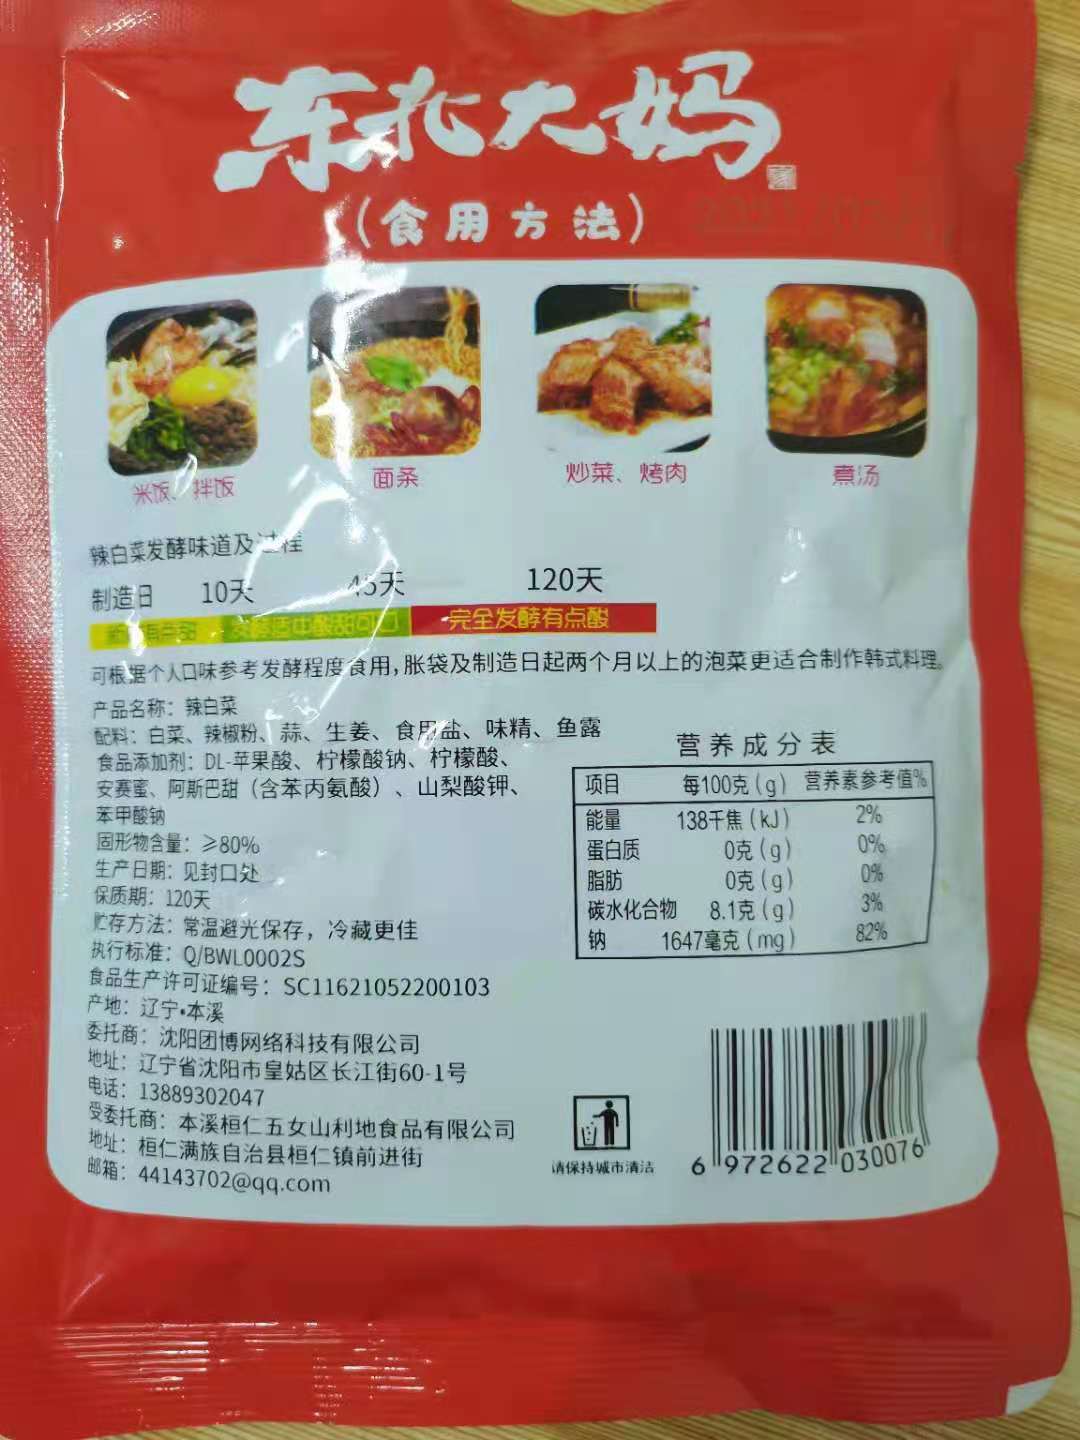 东北大妈
(食用方法)
米饭、拌饭
面条
炒菜、烤肉
煮汤
辣白菜发酵味道及过程
制造日 10天 45天 120天
发酵适中酸甜可口 完全发酵有点酸
可根据个人口味参考发酵程度食用,胀袋及制造日起两个月以上的泡菜更适合制作韩式料理。
产品名称：辣白菜
配料：白菜、辣椒粉、蒜、生姜、食用盐、味精、鱼露
食品添加剂：DL-苹果酸、柠檬酸钠、柠檬酸、
安赛蜜、阿斯巴甜（含苯丙氨酸）、山梨酸钾、
苯甲酸钠
固形物含量：≥80%
生产日期：见封口处
保质期：120天
贮存方法：常温避光保存，冷藏更佳
执行标准：Q/BWL0002S
食品生产许可证编号：SC11621052200103
产地：辽宁•本溪
委托商：沈阳团博网络科技有限公司
地址：辽宁省沈阳市皇姑区长江街60-1号
电话：13889302047
受委托商：本溪桓仁五女山利地食品有限公司
地址：桓仁满族自治县桓仁镇前进街
邮箱：44143702@qq.com
营养成分表
项目 每100克(g) 营养素参考值%
能量 138千焦(kJ) 2%
蛋白质 0克(g) 0%
脂肪 0克(g) 0%
碳水化合物 8.1克(g) 3%
钠 1647毫克(mg) 82%
请保持城市清洁
6 972622 030076